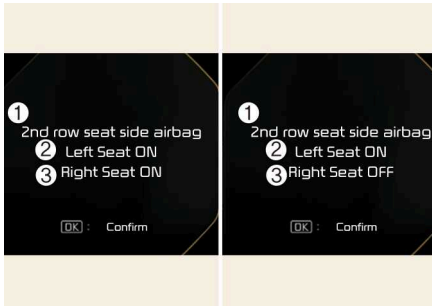 ① 2nd row seat side airbag
② Left Seat ON
③ Right Seat ON
OK : Confirm
① 2nd row seat side airbag
② Left Seat ON
③ Right Seat OFF
OK : Confirm